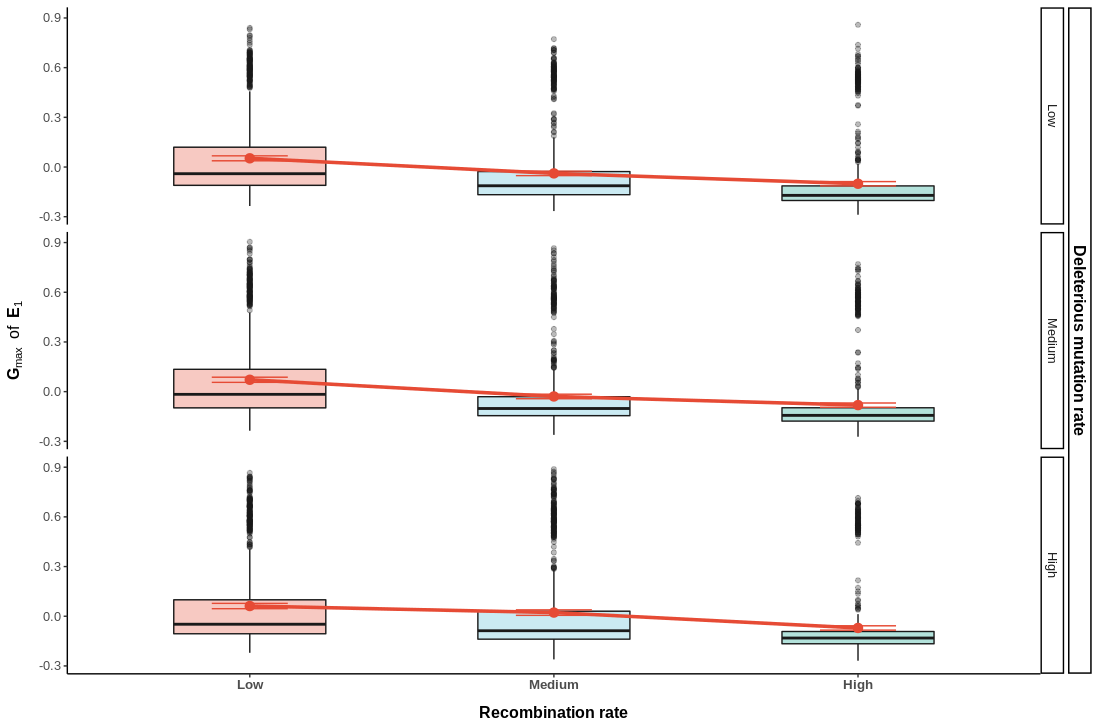 0.9
0.6
0.3
0.0
-0.3
Low
0.9
0.6
0.3
0.0
-0.3
Medium
0.9
0.6
0.3
0.0
-0.3
High
Deleterious mutation rate
Gmax of E1
Low Medium High
Recombination rate